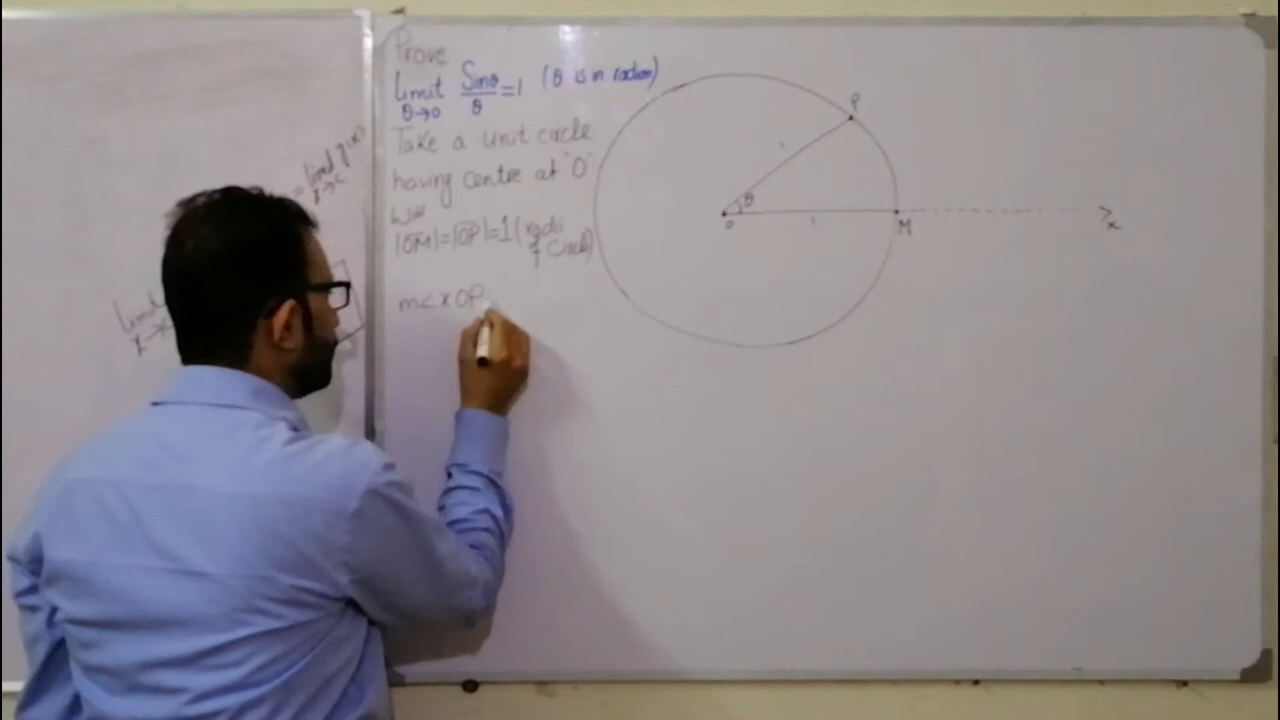 Prove
Limit Sinθ/θ = 1 (θ is in radian)
θ→0
Take a unit circle
having centre at 'O'
|OM|=|OP|=1 (radii
of Circle)
m<XOP
P
θ
O
M
x
= limit g(x)
x→c
limit